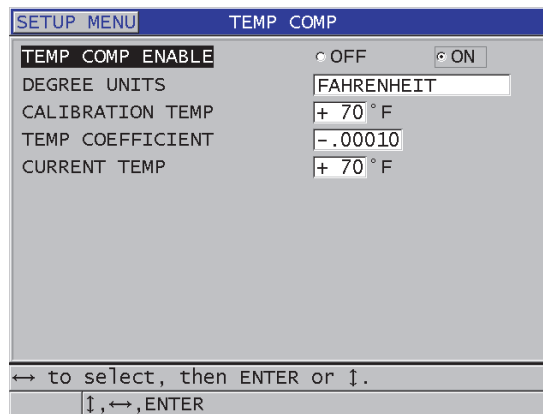 SETUP MENU TEMP COMP
TEMP COMP ENABLE OFF ON
DEGREE UNITS FAHRENHEIT
CALIBRATION TEMP + 70 °F
TEMP COEFFICIENT -.00010
CURRENT TEMP + 70 °F
↔ to select, then ENTER or ↕.
↕,↔,ENTER